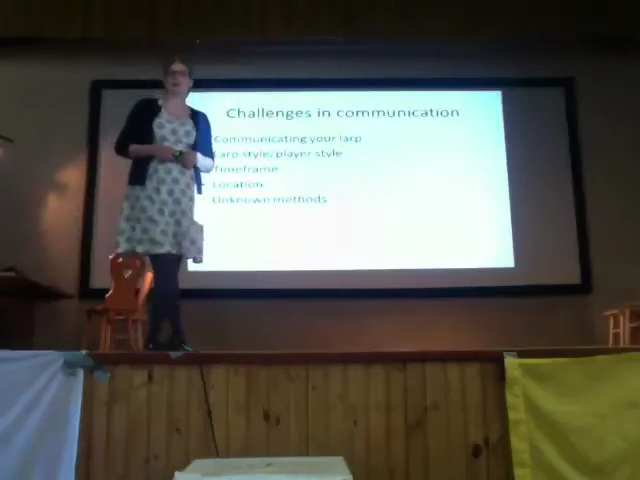 Challenges in communication
Communicating your larp
Larp style, player style
Timeframe
Location
Unknown methods